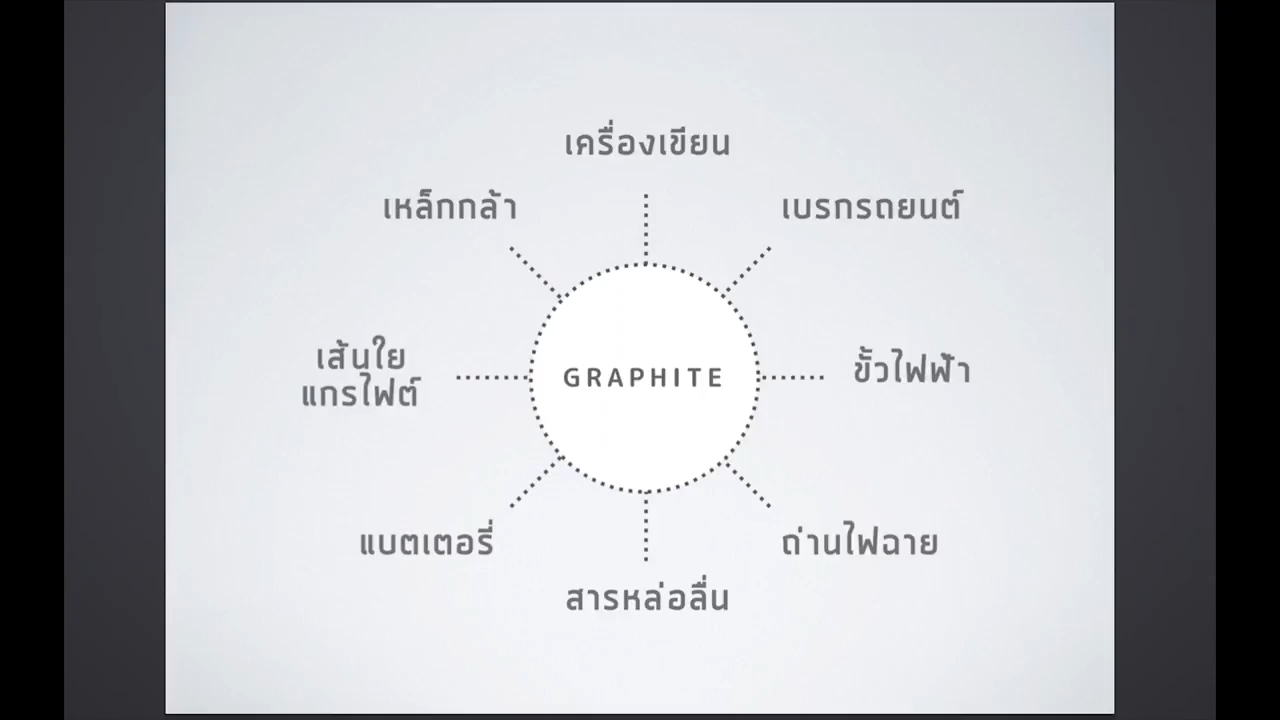 เครื่องเขียน
เหล็กกล้า
เบรกรถยนต์
เส้นใย
แกรไฟต์
GRAPHITE
ขั้วไฟฟ้า
แบตเตอรี่
ถ่านไฟฉาย
สารหล่อลื่น